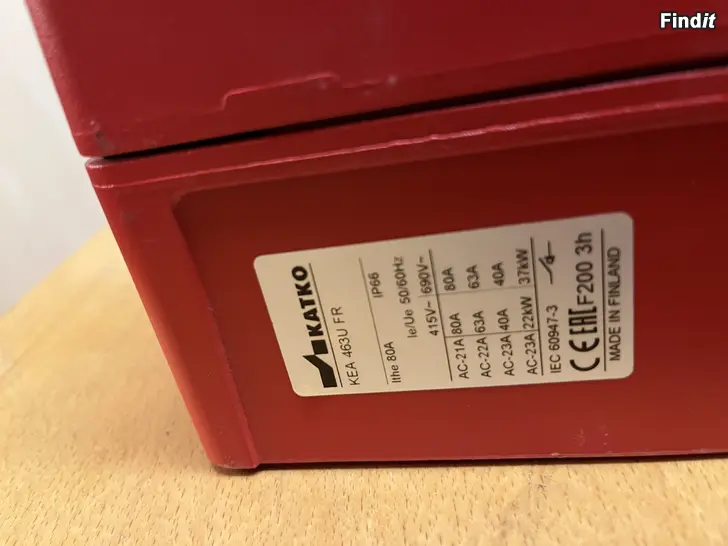 Findit
KATKO
KEA 463U FR
Ithe 80A IP66
Ie/Ue 50/60Hz
415V~ 690V~
AC-21A 80A 80A
AC-22A 63A 63A
AC-23A 40A 40A
AC-23A 22kW 37kW
IEC 60947-3
CE EAC F200 3h
MADE IN FINLAND